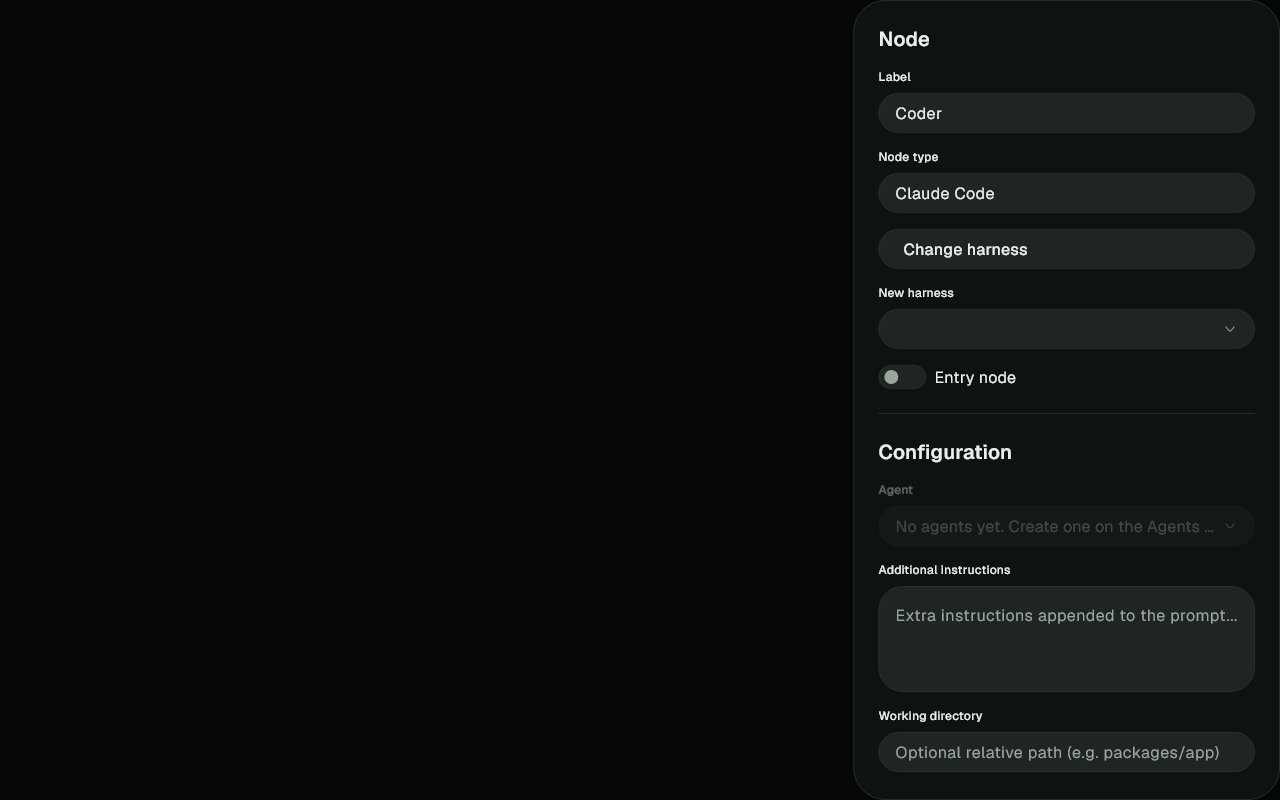 Node
Label
Coder
Node type
Claude Code
Change harness
New harness
Entry node
Configuration
Agent
No agents yet. Create one on the Agents ...
Additional instructions
Extra instructions appended to the prompt...
Working directory
Optional relative path (e.g. packages/app)